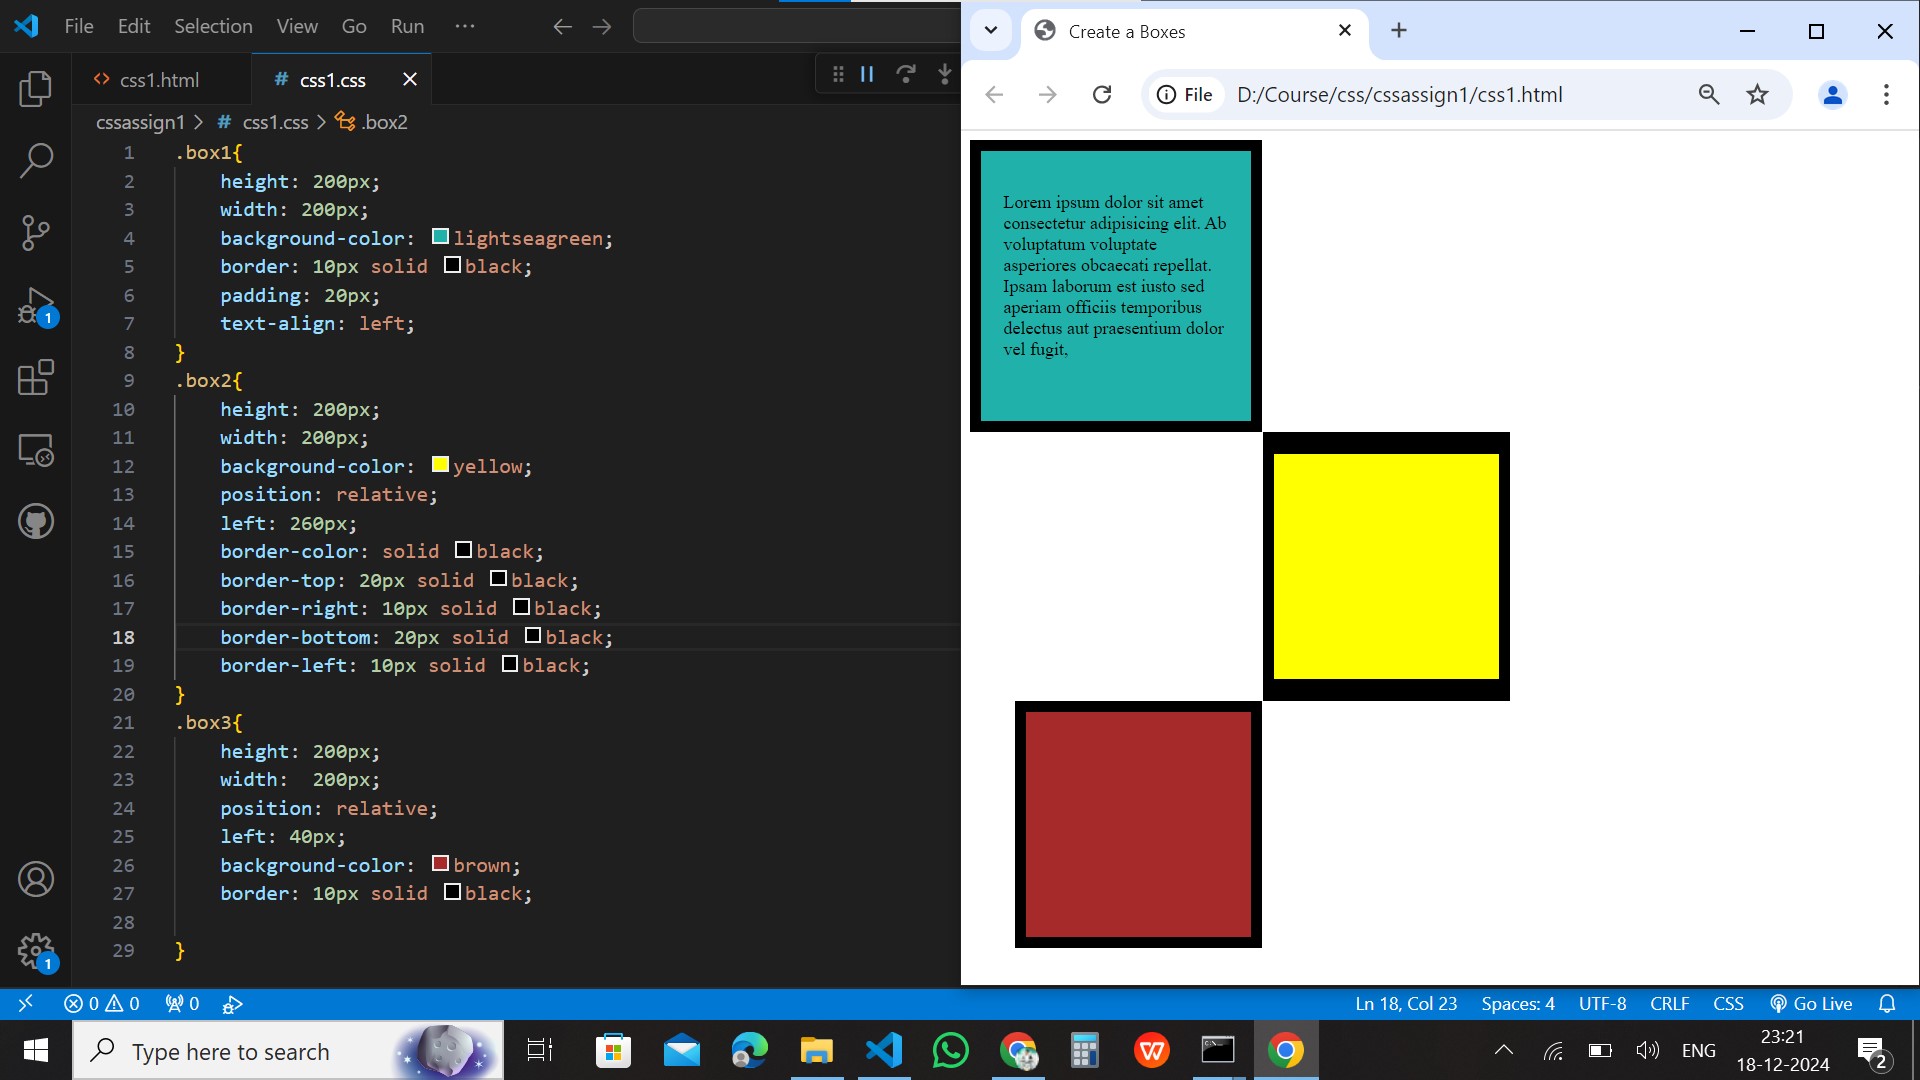 File Edit Selection View Go Run ···
css1.html
# css1.css
cssassign1 > # css1.css > .box2
1 .box1{
2 height: 200px;
3 width: 200px;
4 background-color: lightseagreen;
5 border: 10px solid black;
6 padding: 20px;
7 text-align: left;
8 }
9 .box2{
10 height: 200px;
11 width: 200px;
12 background-color: yellow;
13 position: relative;
14 left: 260px;
15 border-color: solid black;
16 border-top: 20px solid black;
17 border-right: 10px solid black;
18 border-bottom: 20px solid black;
19 border-left: 10px solid black;
20 }
21 .box3{
22 height: 200px;
23 width:  200px;
24 position: relative;
25 left: 40px;
26 background-color: brown;
27 border: 10px solid black;
28
29 }
1
1
Create a Boxes
File D:/Course/css/cssassign1/css1.html
Lorem ipsum dolor sit amet
consectetur adipisicing elit. Ab
voluptatum voluptate
asperiores obcaecati repellat.
Ipsam laborum est iusto sed
aperiam officiis temporibus
delectus aut praesentium dolor
vel fugit,
0 0 0 Ln 18, Col 23 Spaces: 4 UTF-8 CRLF CSS Go Live
Type here to search
ENG
23:21
18-12-2024
2